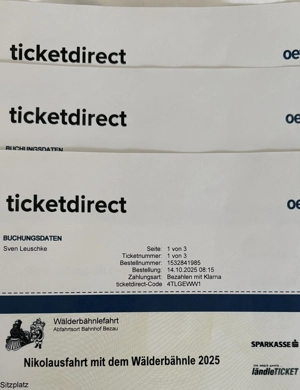 ticketdirect oe
ticketdirect oe
BUCHUNGSDATEN
ticketdirect oe
BUCHUNGSDATEN
Sven Leuschke
Seite: 1 von 3
Ticketnummer: 1 von 3
Bestellnummer: 1532841985
Bestellung: 14.10.2025 08:15
Zahlungsart: Bezahlen mit Klarna
ticketdirect-Code 4TLGEWW1
Wälderbähnlefahrt
Abfahrtsort Bahnhof Bezau
SPARKASSE
Nikolausfahrt mit dem Wälderbähnle 2025
ländleTICKET
Sitzplatz